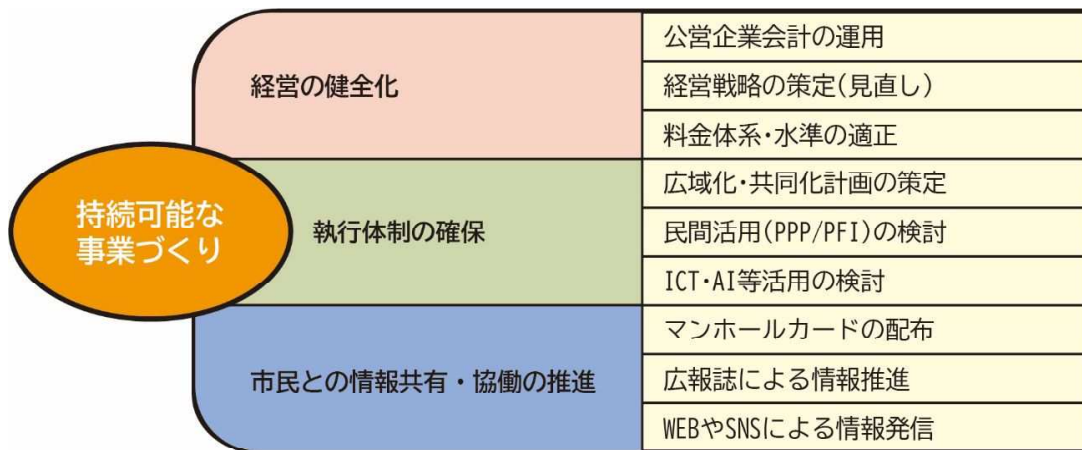 持続可能な
事業づくり
経営の健全化
公営企業会計の運用
経営戦略の策定(見直し)
料金体系・水準の適正
執行体制の確保
広域化・共同化計画の策定
民間活用(PPP/PFI)の検討
ICT・AI等活用の検討
市民との情報共有・協働の推進
マンホールカードの配布
広報誌による情報推進
WEBやSNSによる情報発信